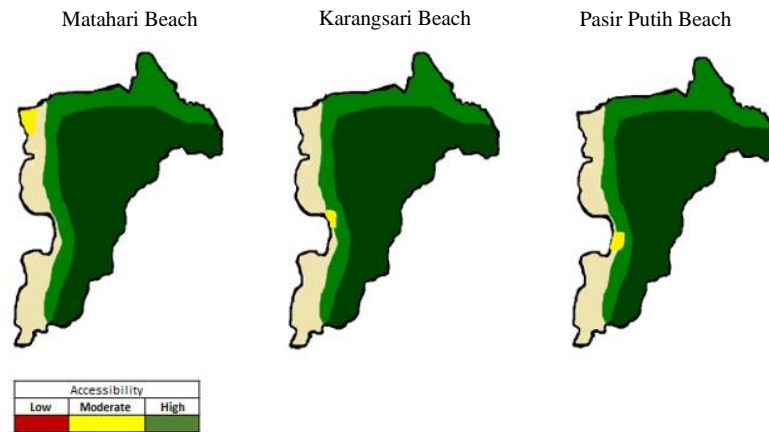 Matahari Beach
Karangsari Beach
Pasir Putih Beach
Accessibility
Low Moderate High